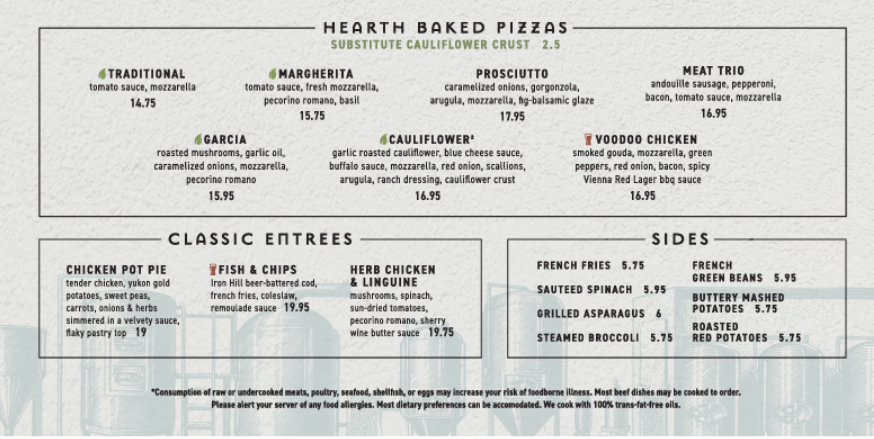 HEARTH BAKED PIZZAS
SUBSTITUTE CAULIFLOWER CRUST 2.5
TRADITIONAL
tomato sauce, mozzarella
14.75
MARGHERITA
tomato sauce, fresh mozzarella,
pecorino romano, basil
15.75
PROSCIUTTO
caramelized onions, gorgonzola,
arugula, mozzarella, fig-balsamic glaze
17.95
MEAT TRIO
andouille sausage, pepperoni,
bacon, tomato sauce, mozzarella
16.95
GARCIA
roasted mushrooms, garlic oil,
caramelized onions, mozzarella,
pecorino romano
15.95
CAULIFLOWER²
garlic roasted cauliflower, blue cheese sauce,
buffalo sauce, mozzarella, red onion, scallions,
arugula, ranch dressing, cauliflower crust
16.95
VOODOO CHICKEN
smoked gouda, mozzarella, green
peppers, red onion, bacon, spicy
Vienna Red Lager bbq sauce
16.95
CLASSIC ENTREES
CHICKEN POT PIE
tender chicken, yukon gold
potatoes, sweet peas,
carrots, onions & herbs
simmered in a velvety sauce,
flaky pastry top 19
FISH & CHIPS
Iron Hill beer-battered cod,
french fries, coleslaw,
remoulade sauce 19.95
HERB CHICKEN
& LINGUINE
mushrooms, spinach,
sun-dried tomatoes,
pecorino romano, sherry
wine butter sauce 19.75
SIDES
FRENCH FRIES 5.75
SAUTEED SPINACH 5.95
GRILLED ASPARAGUS 6
STEAMED BROCCOLI 5.75
FRENCH
GREEN BEANS 5.95
BUTTERY MASHED
POTATOES 5.75
ROASTED
RED POTATOES 5.75
*Consumption of raw or undercooked meats, poultry, seafood, shellfish, or eggs may increase your risk of foodborne illness. Most beef dishes may be cooked to order.
Please alert your server of any food allergies. Most dietary preferences can be accomodated. We cook with 100% trans-fat-free oils.